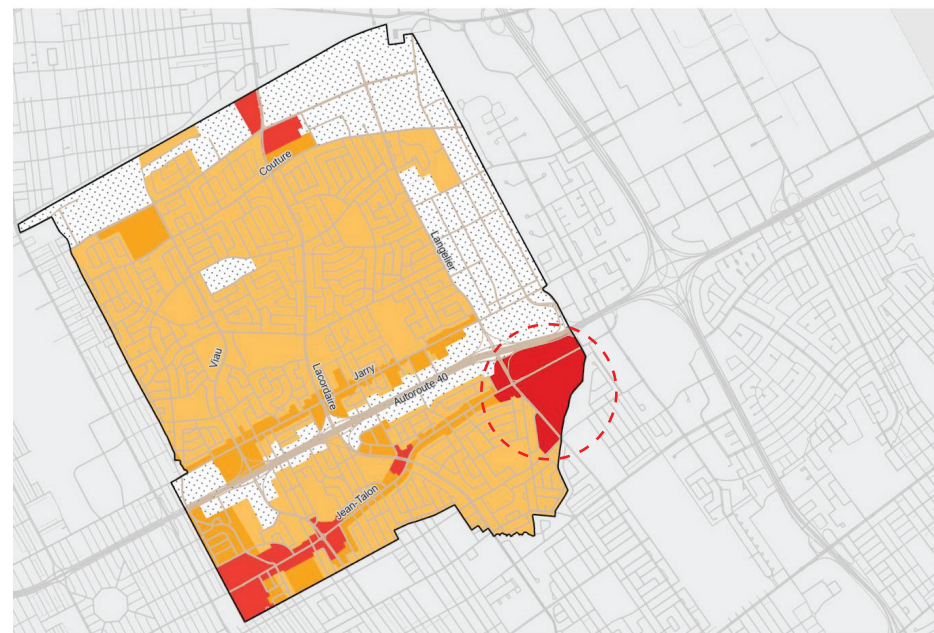 Couture
Langelier
Viau
Lacordaire
Jarry
Autoroute 40
Jean-Talon